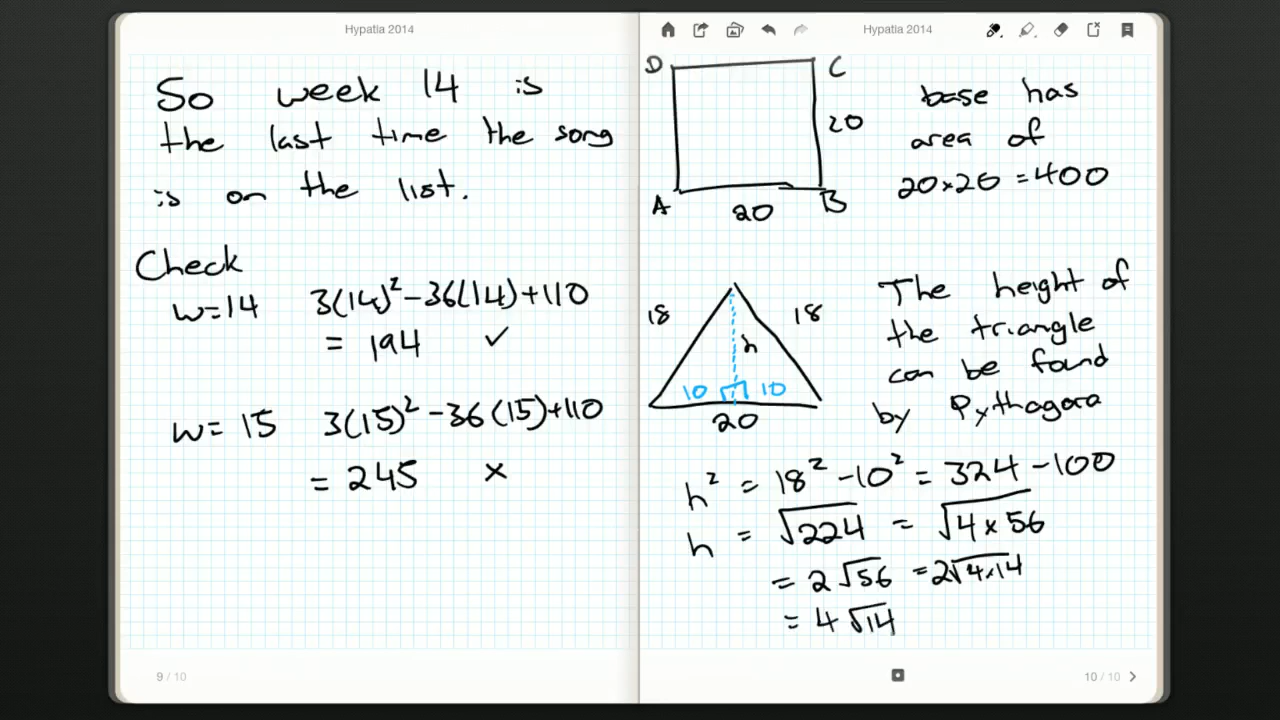 Hypatia 2014
So week 14 is
the last time the song
is on the list.
Check
w=14 3(14)²-36(14)+110
= 194 ✓
w= 15 3(15)²-36(15)+110
= 245 ×
9 / 10
Hypatia 2014
D C
20
A 20 B
base has
area of
20×20 =400
18 18
h
10 10
20
The height of
the triangle
can be found
by Pythagora
h² = 18² -10² = 324 -100
h = √224 = √4 × 56
= 2√56 =2√4×14
= 4√14
10 / 10